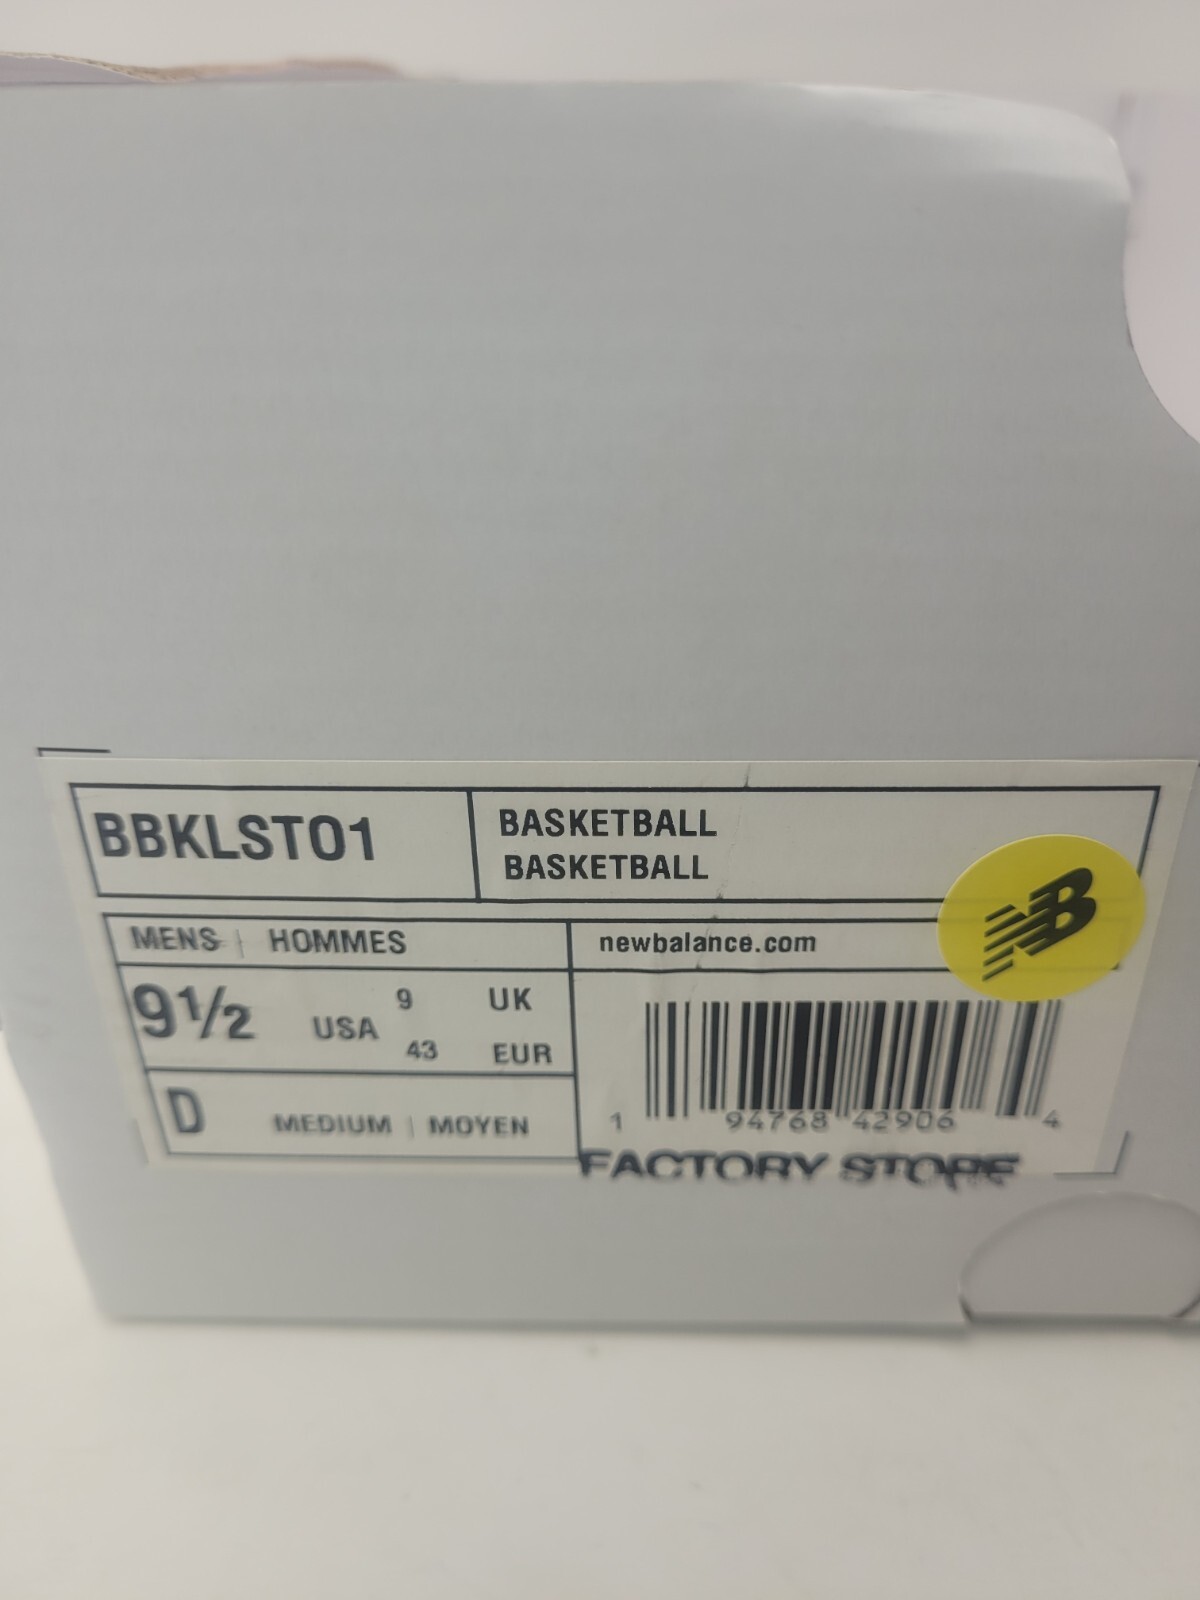 BBKLST01
BASKETBALL
BASKETBALL
NB
MENS | HOMMES
newbalance.com
9½ USA 9 UK
43 EUR
D MEDIUM | MOYEN
1 94768 42906 4
FACTORY STORE